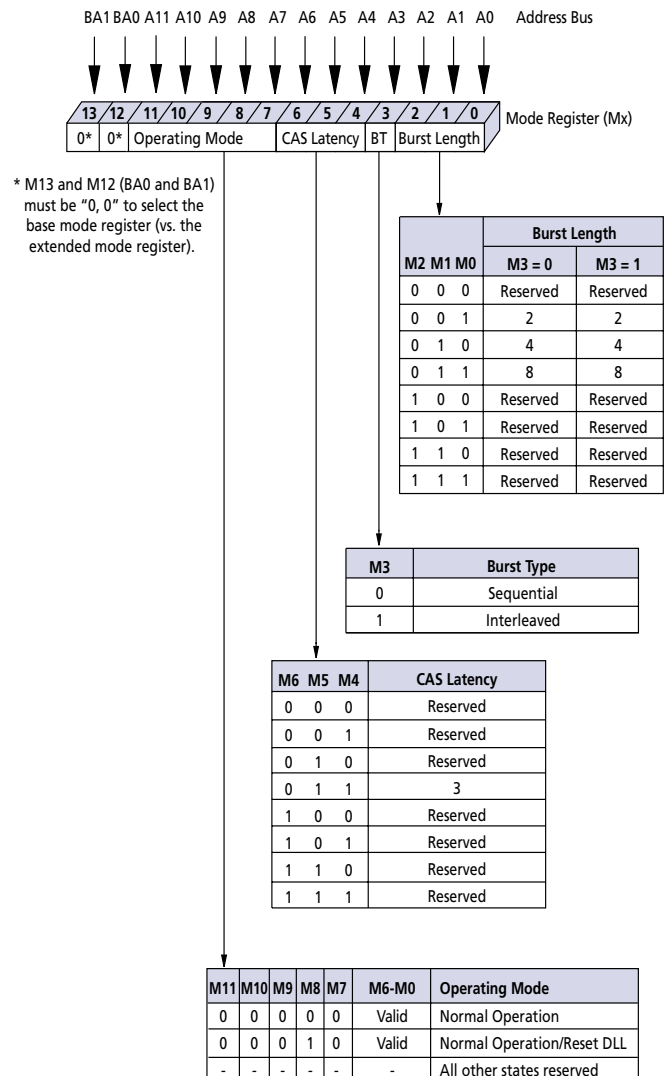 BA1 BA0 A11 A10 A9 A8 A7 A6 A5 A4 A3 A2 A1 A0 Address Bus
13 12 11 10 9 8 7 6 5 4 3 2 1 0 Mode Register (Mx)
0* 0* Operating Mode CAS Latency BT Burst Length
* M13 and M12 (BA0 and BA1)
must be “0, 0” to select the
base mode register (vs. the
extended mode register).
Burst Length
M2 M1 M0 M3 = 0 M3 = 1
0 0 0 Reserved Reserved
0 0 1 2 2
0 1 0 4 4
0 1 1 8 8
1 0 0 Reserved Reserved
1 0 1 Reserved Reserved
1 1 0 Reserved Reserved
1 1 1 Reserved Reserved
M3 Burst Type
0 Sequential
1 Interleaved
M6 M5 M4 CAS Latency
0 0 0 Reserved
0 0 1 Reserved
0 1 0 Reserved
0 1 1 3
1 0 0 Reserved
1 0 1 Reserved
1 1 0 Reserved
1 1 1 Reserved
M11 M10 M9 M8 M7 M6-M0 Operating Mode
0 0 0 0 0 Valid Normal Operation
0 0 0 1 0 Valid Normal Operation/Reset DLL
- - - - - - All other states reserved